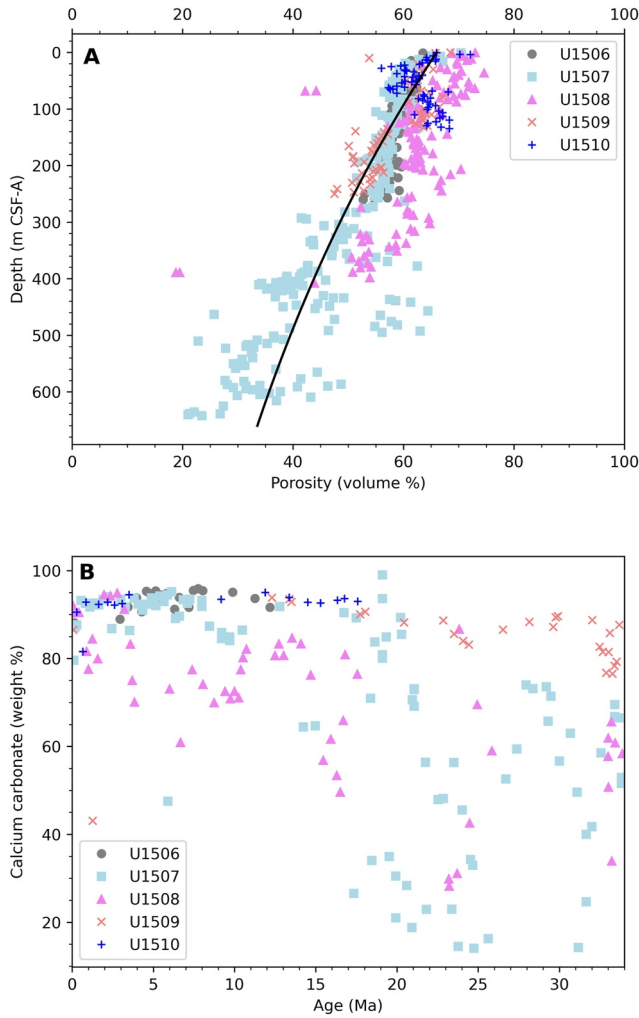 0 20 40 60 80 100
A
0
100
200
300
400
500
600
Depth (m CSF-A)
U1506
U1507
U1508
U1509
U1510
0 20 40 60 80 100
Porosity (volume %)
B
100
80
60
40
20
Calcium carbonate (weight %)
U1506
U1507
U1508
U1509
U1510
0 5 10 15 20 25 30
Age (Ma)